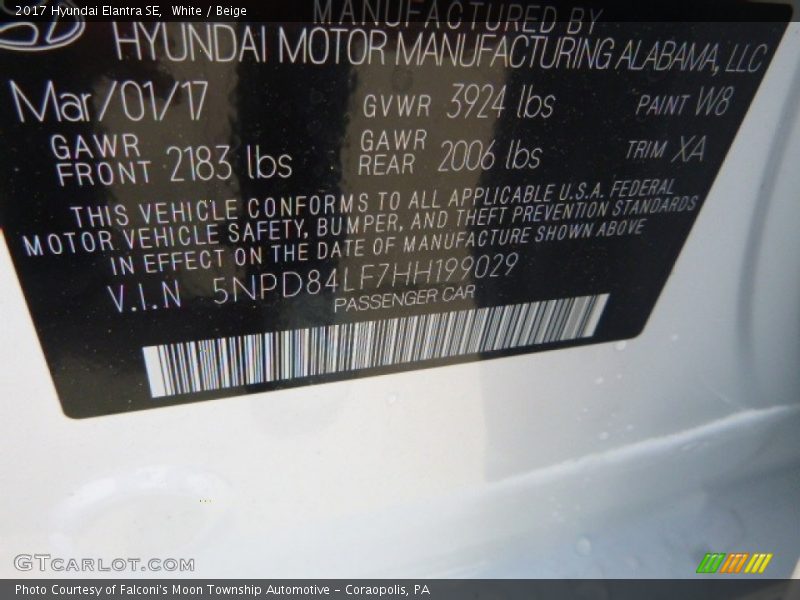 2017 Hyundai Elantra SE, White / Beige
MANUFACTURED BY
HYUNDAI MOTOR MANUFACTURING ALABAMA, LLC
Mar/01/17 GVWR 3924 lbs PAINT W8
GAWR FRONT 2183 lbs GAWR REAR 2006 lbs TRIM XA
THIS VEHICLE CONFORMS TO ALL APPLICABLE U.S.A. FEDERAL
MOTOR VEHICLE SAFETY, BUMPER, AND THEFT PREVENTION STANDARDS
IN EFFECT ON THE DATE OF MANUFACTURE SHOWN ABOVE
V.I.N 5NPD84LF7HH199029
PASSENGER CAR
GTCARLOT.COM
Photo Courtesy of Falconi's Moon Township Automotive – Coraopolis, PA